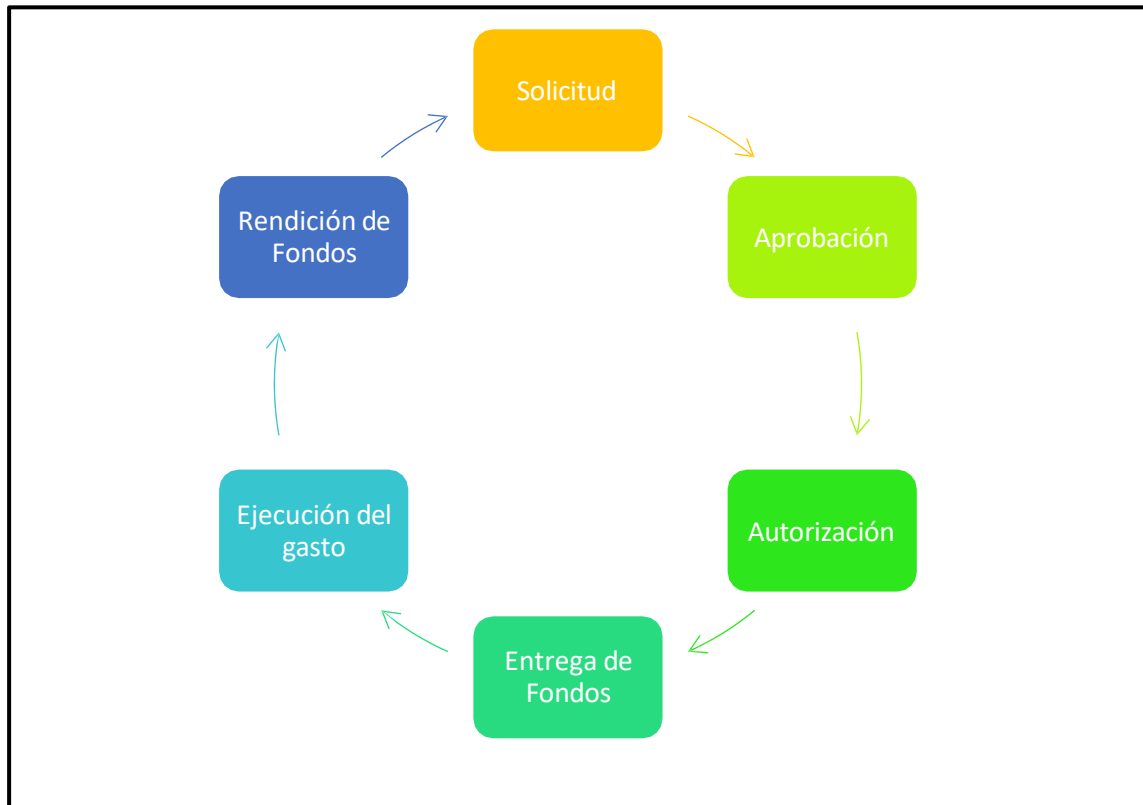 Solicitud
Aprobación
Autorización
Entrega de
Fondos
Ejecución del
gasto
Rendición de
Fondos